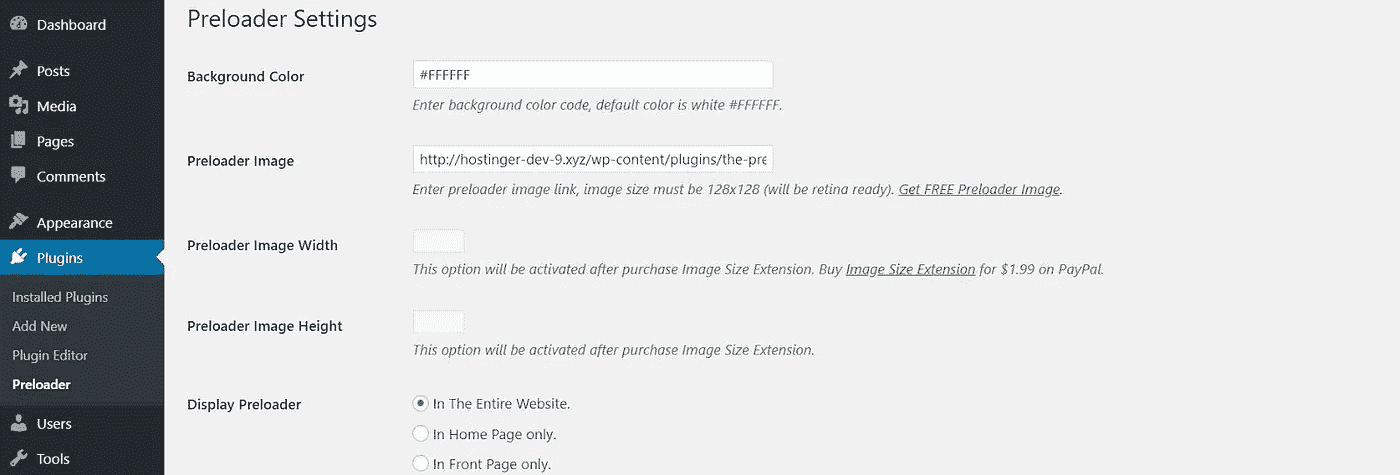 Dashboard
Posts
Media
Pages
Comments
Appearance
Plugins
Installed Plugins
Add New
Plugin Editor
Preloader
Users
Tools
Preloader Settings
Background Color
#FFFFFF
Enter background color code, default color is white #FFFFFF.
Preloader Image
http://hostinger-dev-9.xyz/wp-content/plugins/the-pre
Enter preloader image link, image size must be 128x128 (will be retina ready). Get FREE Preloader Image.
Preloader Image Width
This option will be activated after purchase Image Size Extension. Buy Image Size Extension for $1.99 on PayPal.
Preloader Image Height
This option will be activated after purchase Image Size Extension.
Display Preloader
In The Entire Website.
In Home Page only.
In Front Page only.